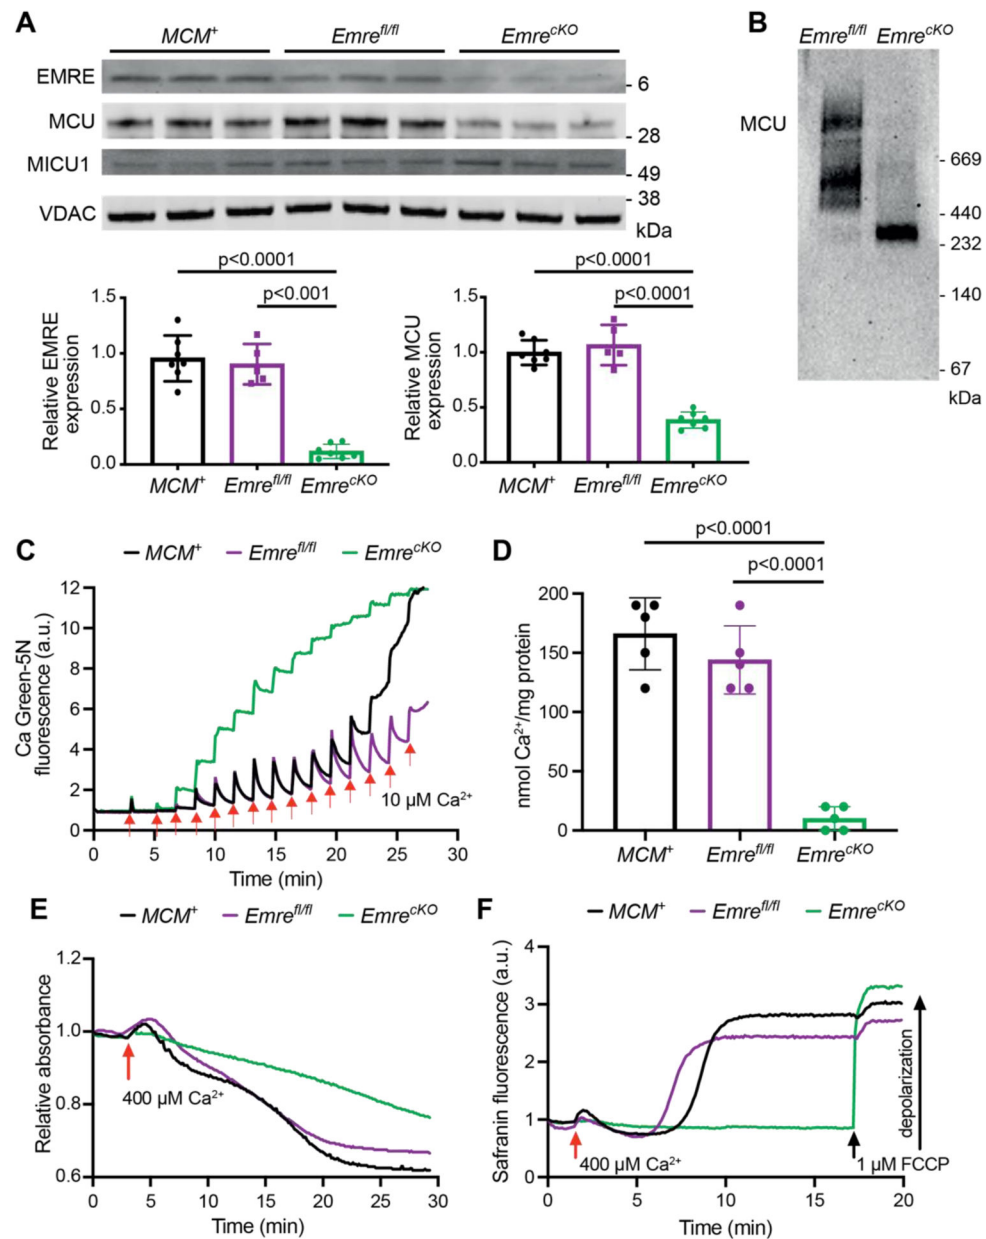 A
MCM⁺ Emreᶠˡ/ᶠˡ Emreᶜᴷᴼ
EMRE
- 6
MCU
- 28
MICU1
- 49
- 38
VDAC
kDa
p<0.0001
p<0.001
Relative EMRE
expression
1.5
1.0
0.5
0.0
MCM⁺ Emreᶠˡ/ᶠˡ Emreᶜᴷᴼ
p<0.0001
p<0.0001
Relative MCU
expression
1.5
1.0
0.5
0.0
MCM⁺ Emreᶠˡ/ᶠˡ Emreᶜᴷᴼ
B
Emreᶠˡ/ᶠˡ Emreᶜᴷᴼ
MCU
- 669
- 440
- 232
- 140
- 67
kDa
C
MCM⁺ Emreᶠˡ/ᶠˡ Emreᶜᴷᴼ
Ca Green-5N
fluorescence (a.u.)
12
10
8
6
4
2
0
10 µM Ca²⁺
0 5 10 15 20 25 30
Time (min)
D
p<0.0001
p<0.0001
nmol Ca²⁺/mg protein
200
150
100
50
0
MCM⁺ Emreᶠˡ/ᶠˡ Emreᶜᴷᴼ
E
MCM⁺ Emreᶠˡ/ᶠˡ Emreᶜᴷᴼ
Relative absorbance
1.2
1.0
0.8
0.6
400 µM Ca²⁺
0 5 10 15 20 25 30
Time (min)
F
MCM⁺ Emreᶠˡ/ᶠˡ Emreᶜᴷᴼ
Safranin fluorescence (a.u.)
4
3
2
1
0
depolarization
400 µM Ca²⁺
1 µM FCCP
0 5 10 15 20
Time (min)